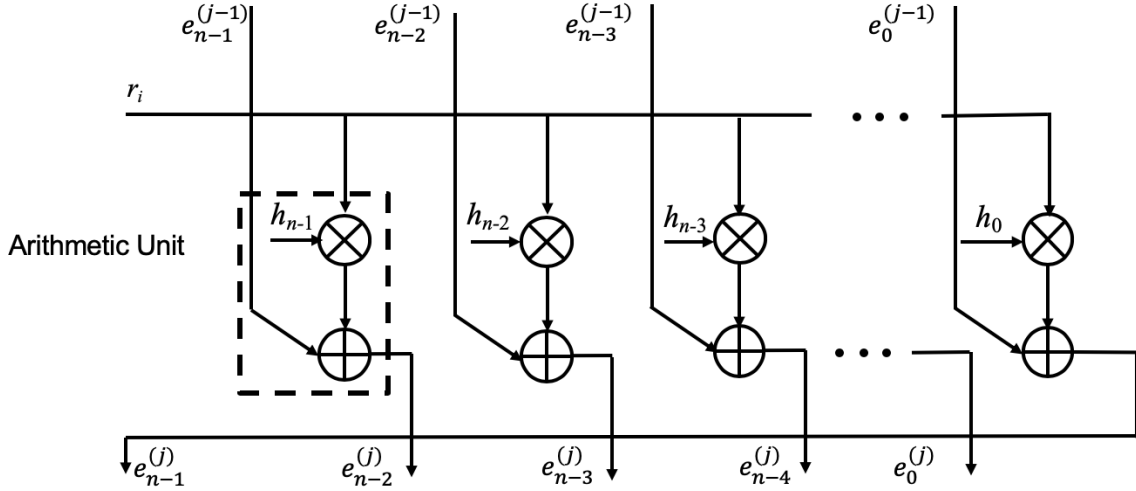 e_{n-1}^{(j-1)} e_{n-2}^{(j-1)} e_{n-3}^{(j-1)} e_0^{(j-1)}
r_i
• • •
h_{n-1} h_{n-2} h_{n-3} h_0
Arithmetic Unit
• • •
e_{n-1}^{(j)} e_{n-2}^{(j)} e_{n-3}^{(j)} e_{n-4}^{(j)} e_0^{(j)}